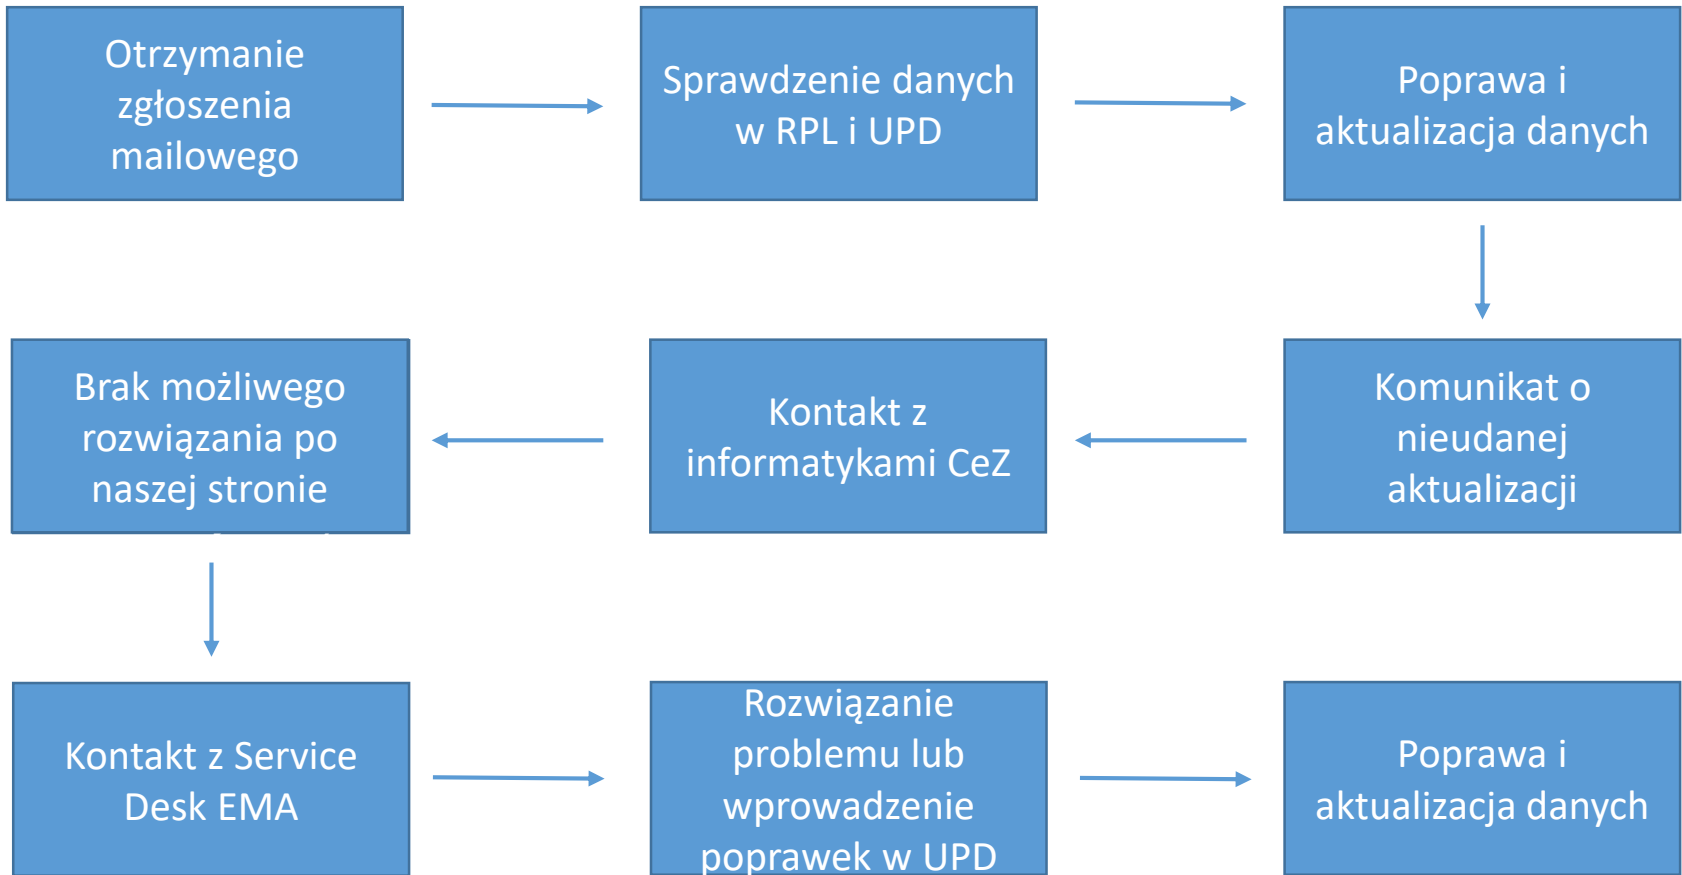 Otrzymanie
zgłoszenia
mailowego
Sprawdzenie danych
w RPL i UPD
Poprawa i
aktualizacja danych
Komunikat o
nieudanej
aktualizacji
Kontakt z
informatykami CeZ
Brak możliwego
rozwiązania po
naszej stronie
Kontakt z Service
Desk EMA
Rozwiązanie
problemu lub
wprowadzenie
poprawek w UPD
Poprawa i
aktualizacja danych